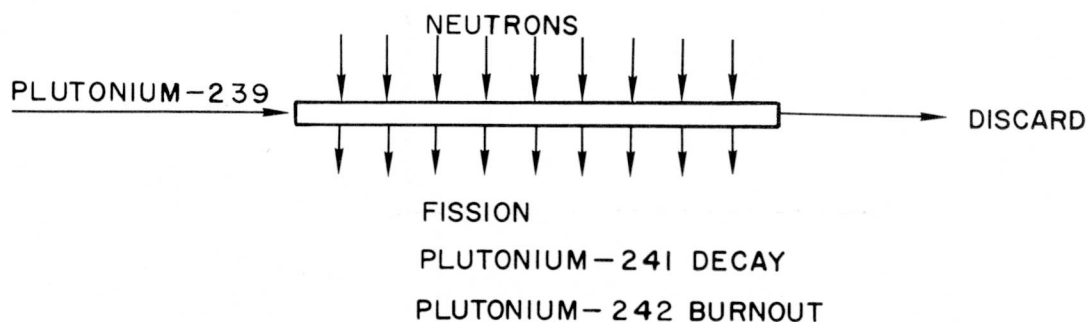 NEUTRONS
PLUTONIUM-239
DISCARD
FISSION
PLUTONIUM-241 DECAY
PLUTONIUM-242 BURNOUT